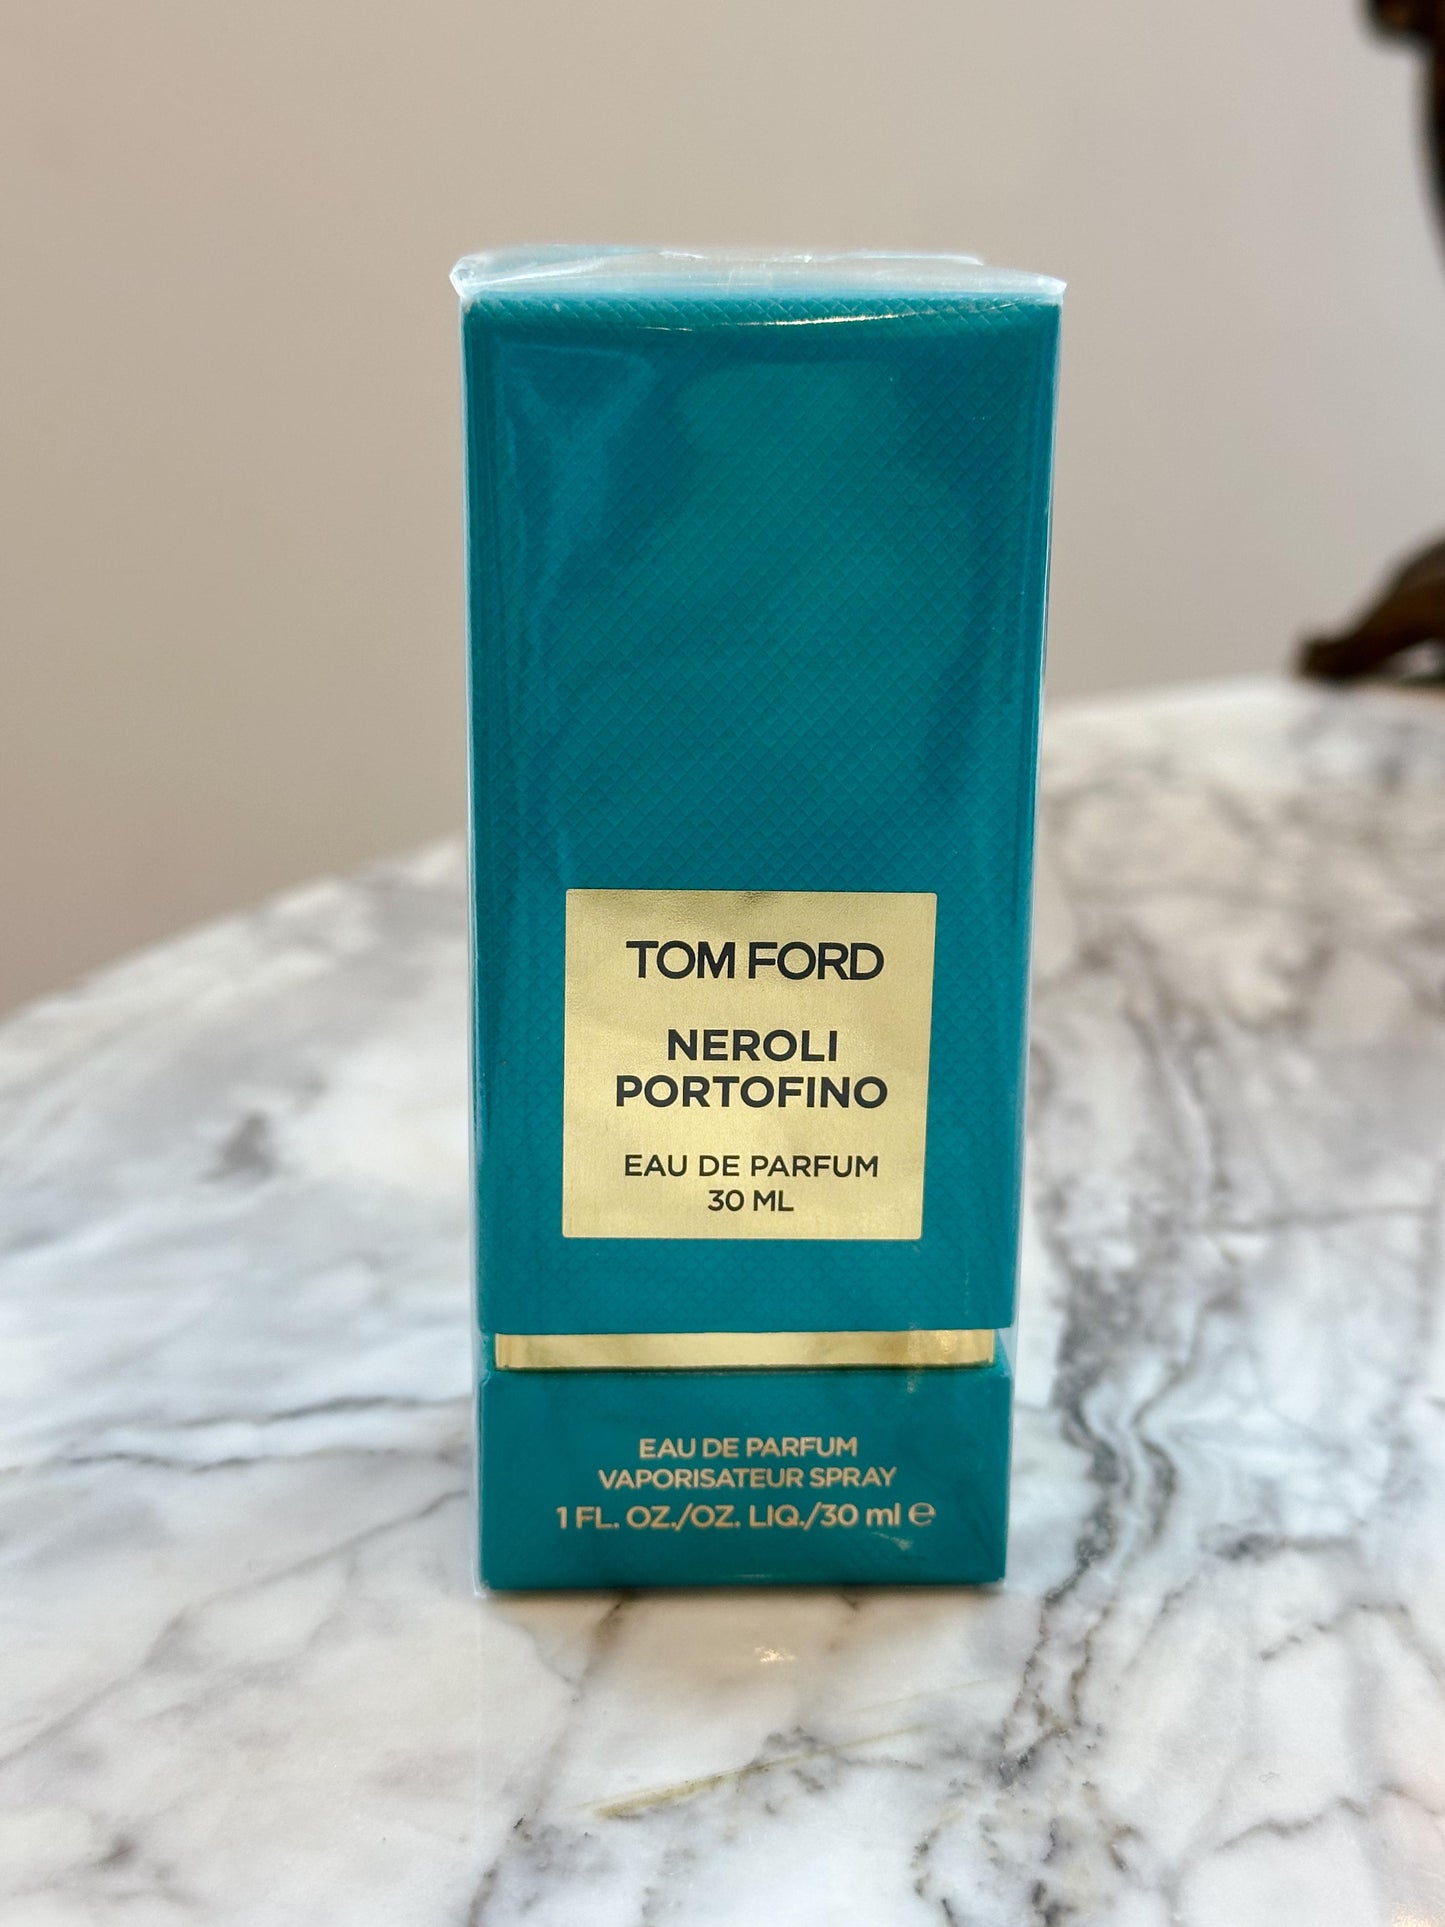 TOM FORD
NEROLI
PORTOFINO
EAU DE PARFUM
30 ML
EAU DE PARFUM
VAPORISATEUR SPRAY
1 FL. OZ./OZ. LIQ./30 ml ℮